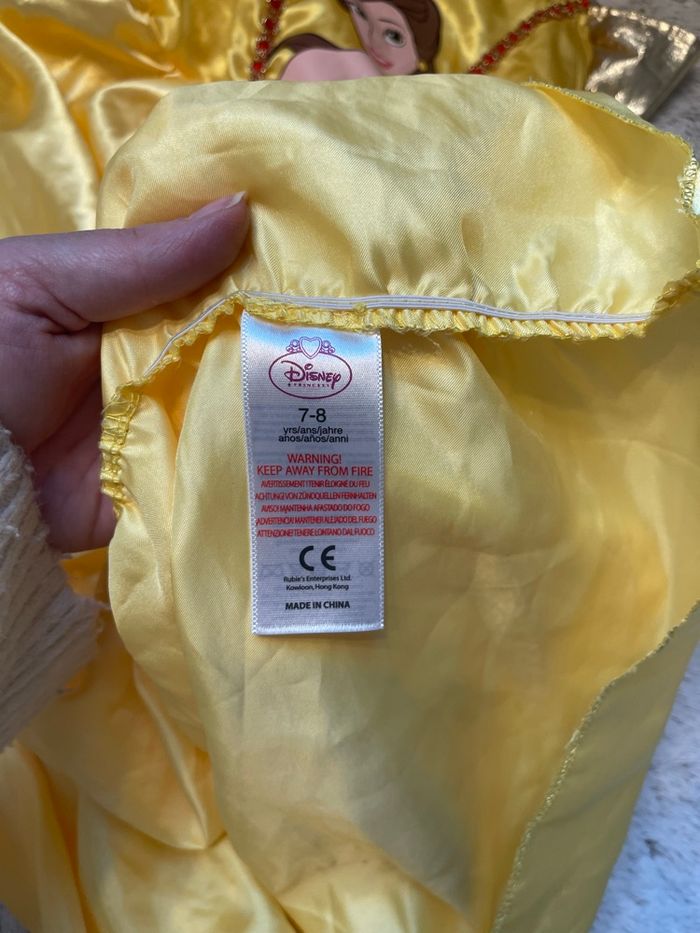 Disney
PRINCESS
7-8
yrs/ans/jahre
anos/años/anni
WARNING!
KEEP AWAY FROM FIRE
AVERTISSEMENT ! TENIR ÉLOIGNÉ DU FEU
ACHTUNG! VON ZÜNDQUELLEN FERNHALTEN
AVISO! MANTENHA AFASTADO DO FOGO
¡ADVERTENCIA! MANTENER ALEJADO DEL FUEGO
ATTENZIONE! TENERE LONTANO DAL FUOCO
CE
Rubie's Enterprises Ltd.
Kowloon, Hong Kong
MADE IN CHINA